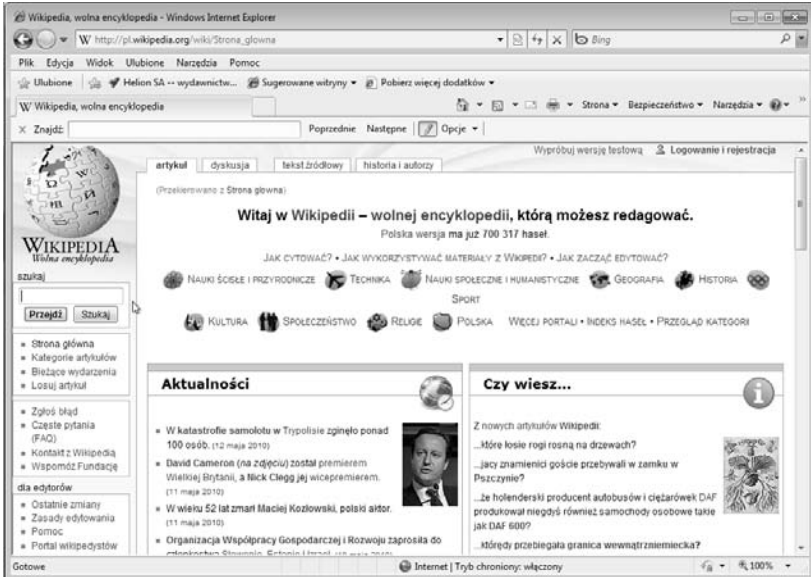 Wikipedia, wolna encyklopedia - Windows Internet Explorer
W http://pl.wikipedia.org/wiki/Strona_glowna
Bing
Plik Edycja Widok Ulubione Narzędzia Pomoc
Ulubione Helion SA -- wydawnictw... Sugerowane witryny Pobierz więcej dodatków
W Wikipedia, wolna encyklopedia
Strona Bezpieczeństwo Narzędzia
Znajdź: Poprzednie Następne Opcje
Wypróbuj wersję testową Logowanie i rejestracja
artykuł dyskusja tekst źródłowy historia i autorzy
(Przekierowano z Strona glowna)
Witaj w Wikipedii – wolnej encyklopedii, którą możesz redagować.
Polska wersja ma już 700 317 haseł.
WIKIPEDIA
Wolna encyklopedia
JAK CYTOWAĆ? • JAK WYKORZYSTYWAĆ MATERIAŁY Z WIKIPEDII? • JAK ZACZĄĆ EDYTOWAĆ?
szukaj
Przejdź Szukaj
NAUKI ŚCISŁE I PRZYRODNICZE TECHNIKA NAUKI SPOŁECZNE I HUMANISTYCZNE GEOGRAFIA HISTORIA
SPORT
KULTURA SPOŁECZEŃSTWO RELIGIE POLSKA WIĘCEJ PORTALI • INDEKS HASEŁ • PRZEGLĄD KATEGORII
Strona główna
Kategorie artykułów
Bieżące wydarzenia
Losuj artykuł
Zgłoś błąd
Częste pytania
(FAQ)
Kontakt z Wikipedią
Wspomóż Fundację
dla edytorów
Ostatnie zmiany
Zasady edytowania
Pomoc
Portal wikipedystów
Aktualności
W katastrofie samolotu w Trypolisie zginęło ponad
100 osób. (12 maja 2010)
David Cameron (na zdjęciu) został premierem
Wielkiej Brytanii, a Nick Clegg jej wicepremierem.
(11 maja 2010)
W wieku 52 lat zmarł Maciej Kozłowski, polski aktor.
(11 maja 2010)
Organizacja Współpracy Gospodarczej i Rozwoju zaprosiła do
członkostwa Słowenię, Estonię i Izrael.
Czy wiesz...
Z nowych artykułów Wikipedii:
...które łosie rogi rosną na drzewach?
...jacy znamienici goście przebywali w zamku w
Pszczynie?
...że holenderski producent autobusów i ciężarówek DAF
produkował niegdyś również samochody osobowe takie
jak DAF 600?
...którędy przebiegała granica wewnątrzniemiecka?
Gotowe Internet | Tryb chroniony: włączony 100%